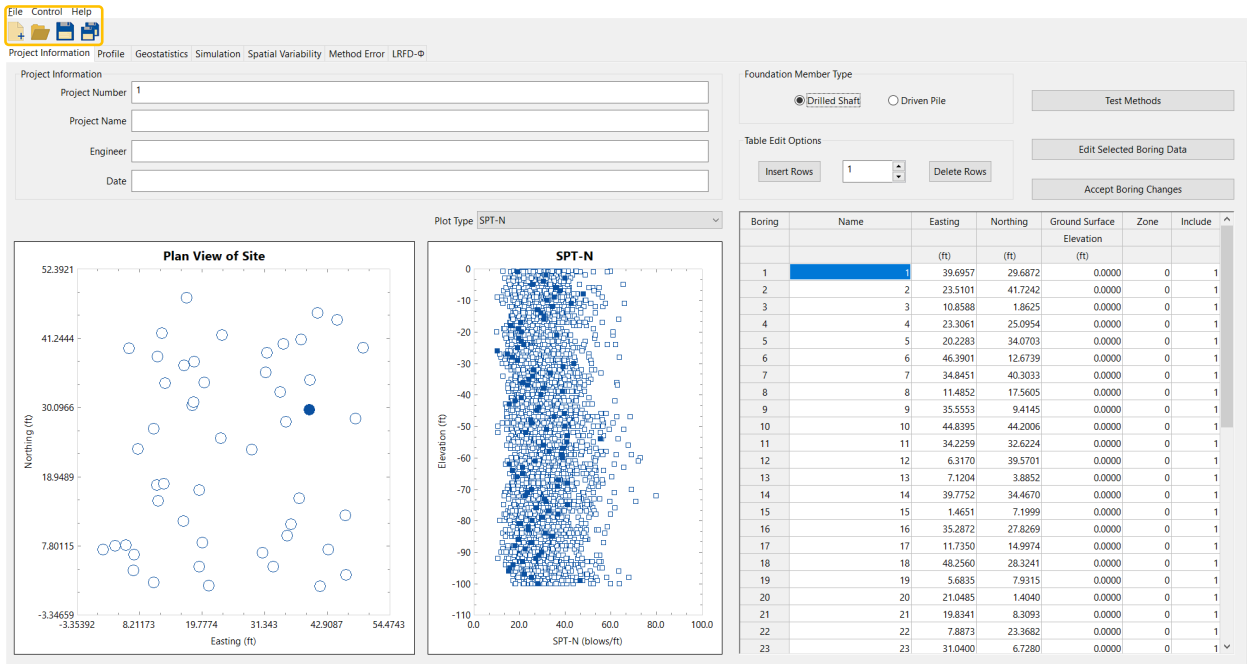 File Control Help
Project Information Profile Geostatistics Simulation Spatial Variability Method Error LRFD-Φ
Project Information
Project Number 1
Project Name
Engineer
Date
Foundation Member Type
Drilled Shaft Driven Pile
Test Methods
Table Edit Options
Insert Rows 1 Delete Rows
Edit Selected Boring Data
Accept Boring Changes
Plot Type SPT-N
Plan View of Site
52.3921
41.2444
30.0966
18.9489
7.80115
-3.34659
-3.35392 8.21173 19.7774 31.343 42.9087 54.4743
Northing (ft)
Easting (ft)
SPT-N
0
-10
-20
-30
-40
-50
-60
-70
-80
-90
-100
-110
0.0 20.0 40.0 60.0 80.0 100.0
Elevation (ft)
SPT-N (blows/ft)
Boring Name Easting Northing Ground Surface Zone Include
Elevation
(ft) (ft) (ft)
1 1 39.6957 29.6872 0.0000 0 1
2 2 23.5101 41.7242 0.0000 0 1
3 3 10.8588 1.8625 0.0000 0 1
4 4 23.3061 25.0954 0.0000 0 1
5 5 20.2283 34.0703 0.0000 0 1
6 6 46.3901 12.6739 0.0000 0 1
7 7 34.8451 40.3033 0.0000 0 1
8 8 11.4852 17.5605 0.0000 0 1
9 9 35.5553 9.4145 0.0000 0 1
10 10 44.8395 44.2006 0.0000 0 1
11 11 34.2259 32.6224 0.0000 0 1
12 12 6.3170 39.5701 0.0000 0 1
13 13 7.1204 3.8852 0.0000 0 1
14 14 39.7752 34.4670 0.0000 0 1
15 15 1.4651 7.1999 0.0000 0 1
16 16 35.2872 27.8269 0.0000 0 1
17 17 11.7350 14.9974 0.0000 0 1
18 18 48.2560 28.3241 0.0000 0 1
19 19 5.6835 7.9315 0.0000 0 1
20 20 21.0485 1.4040 0.0000 0 1
21 21 19.8341 8.3093 0.0000 0 1
22 22 7.8873 23.3682 0.0000 0 1
23 23 31.0400 6.7280 0.0000 0 1